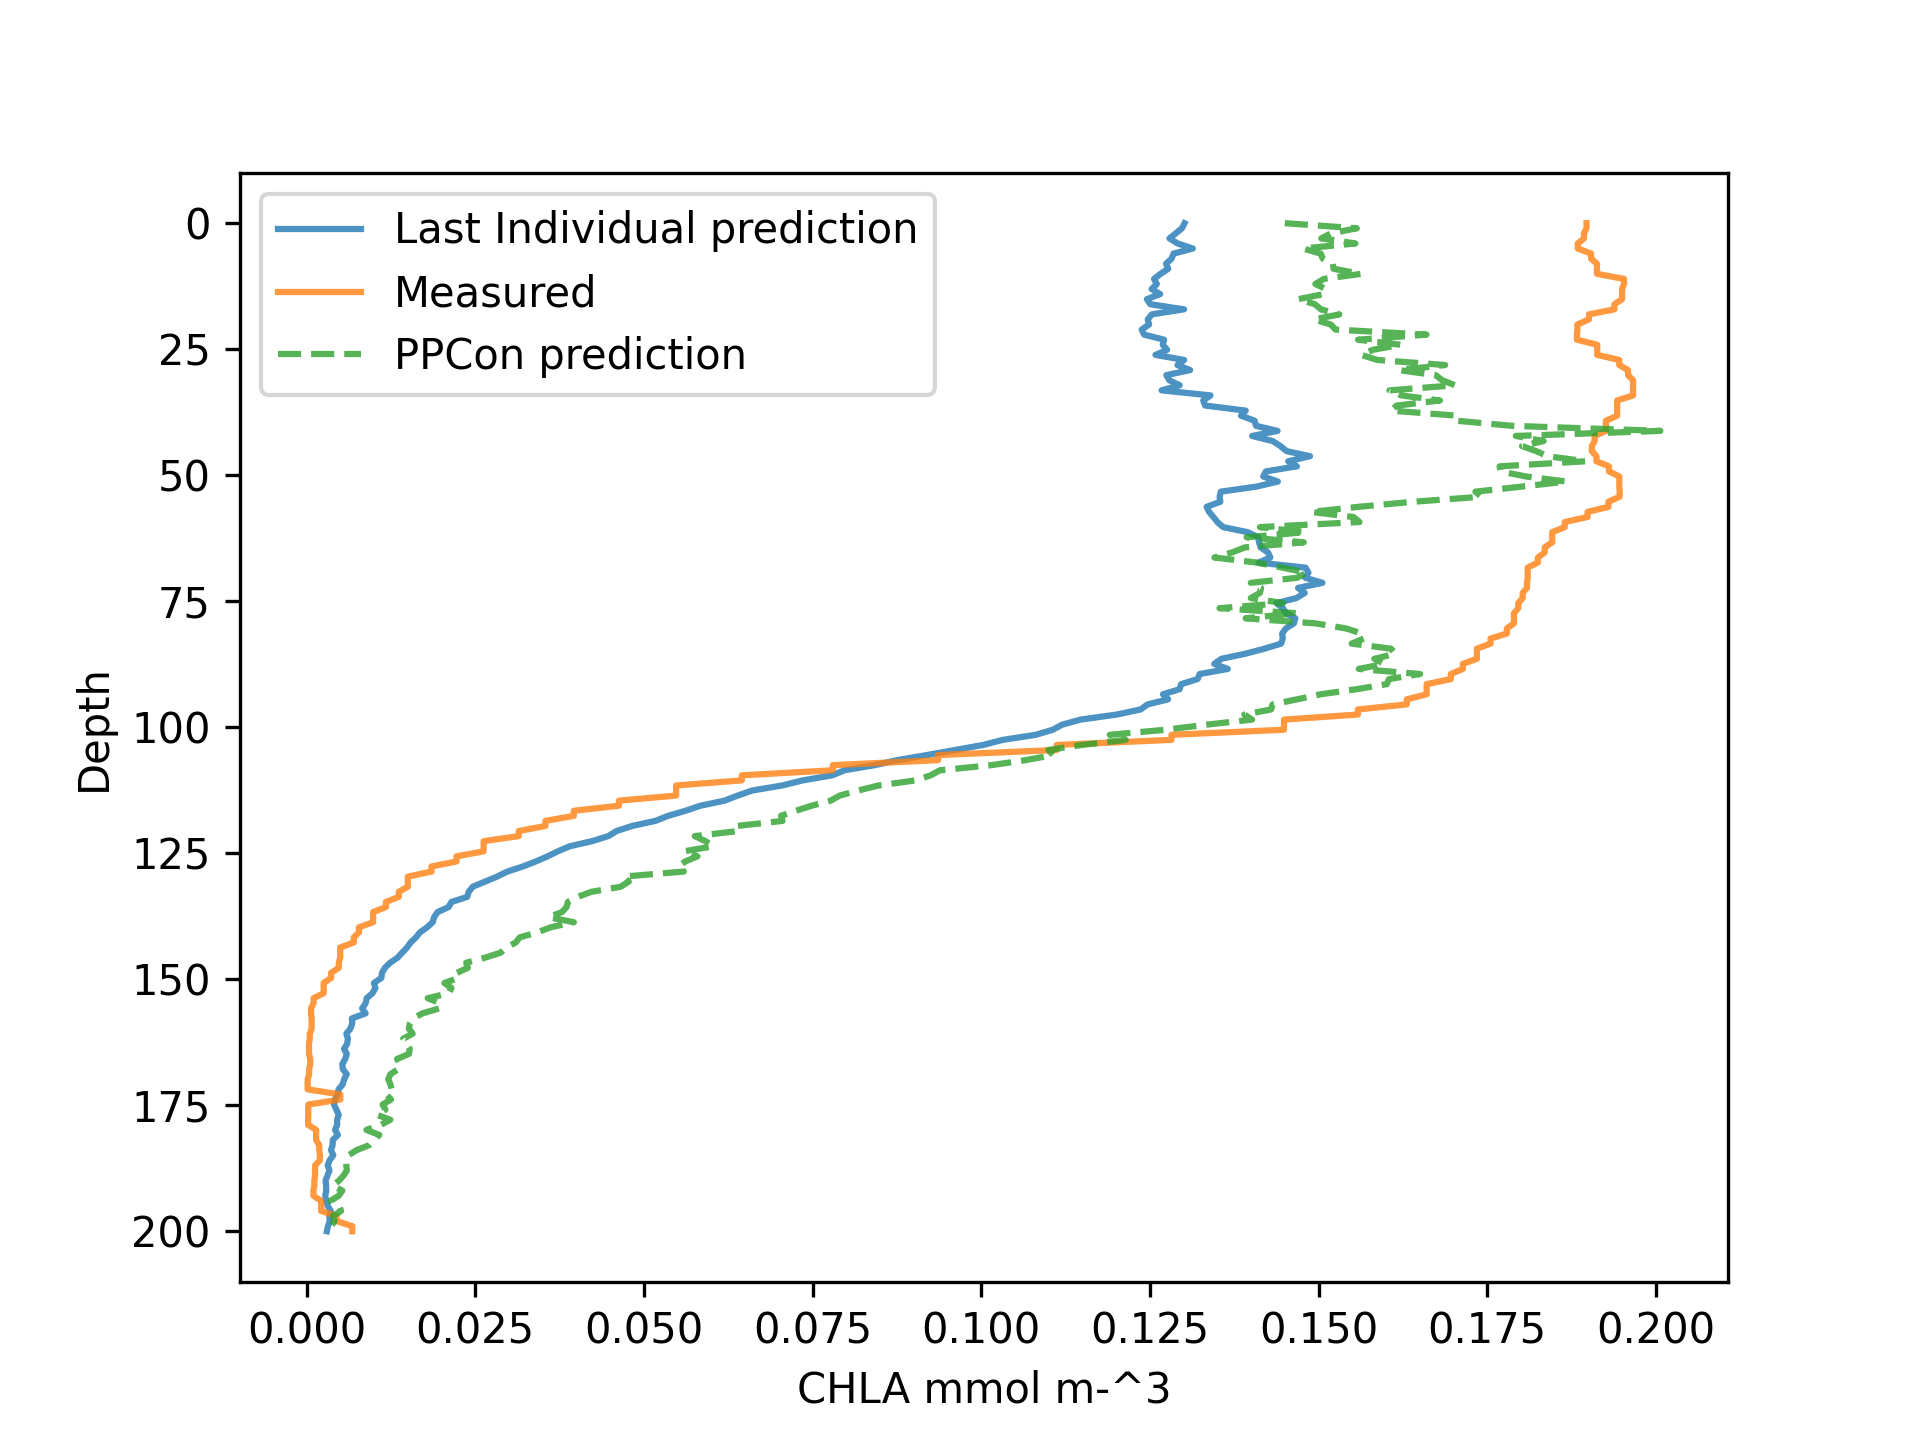 Last Individual prediction
Measured
PPCon prediction
0
25
50
75
100
125
150
175
200
Depth
0.000 0.025 0.050 0.075 0.100 0.125 0.150 0.175 0.200
CHLA mmol m-^3